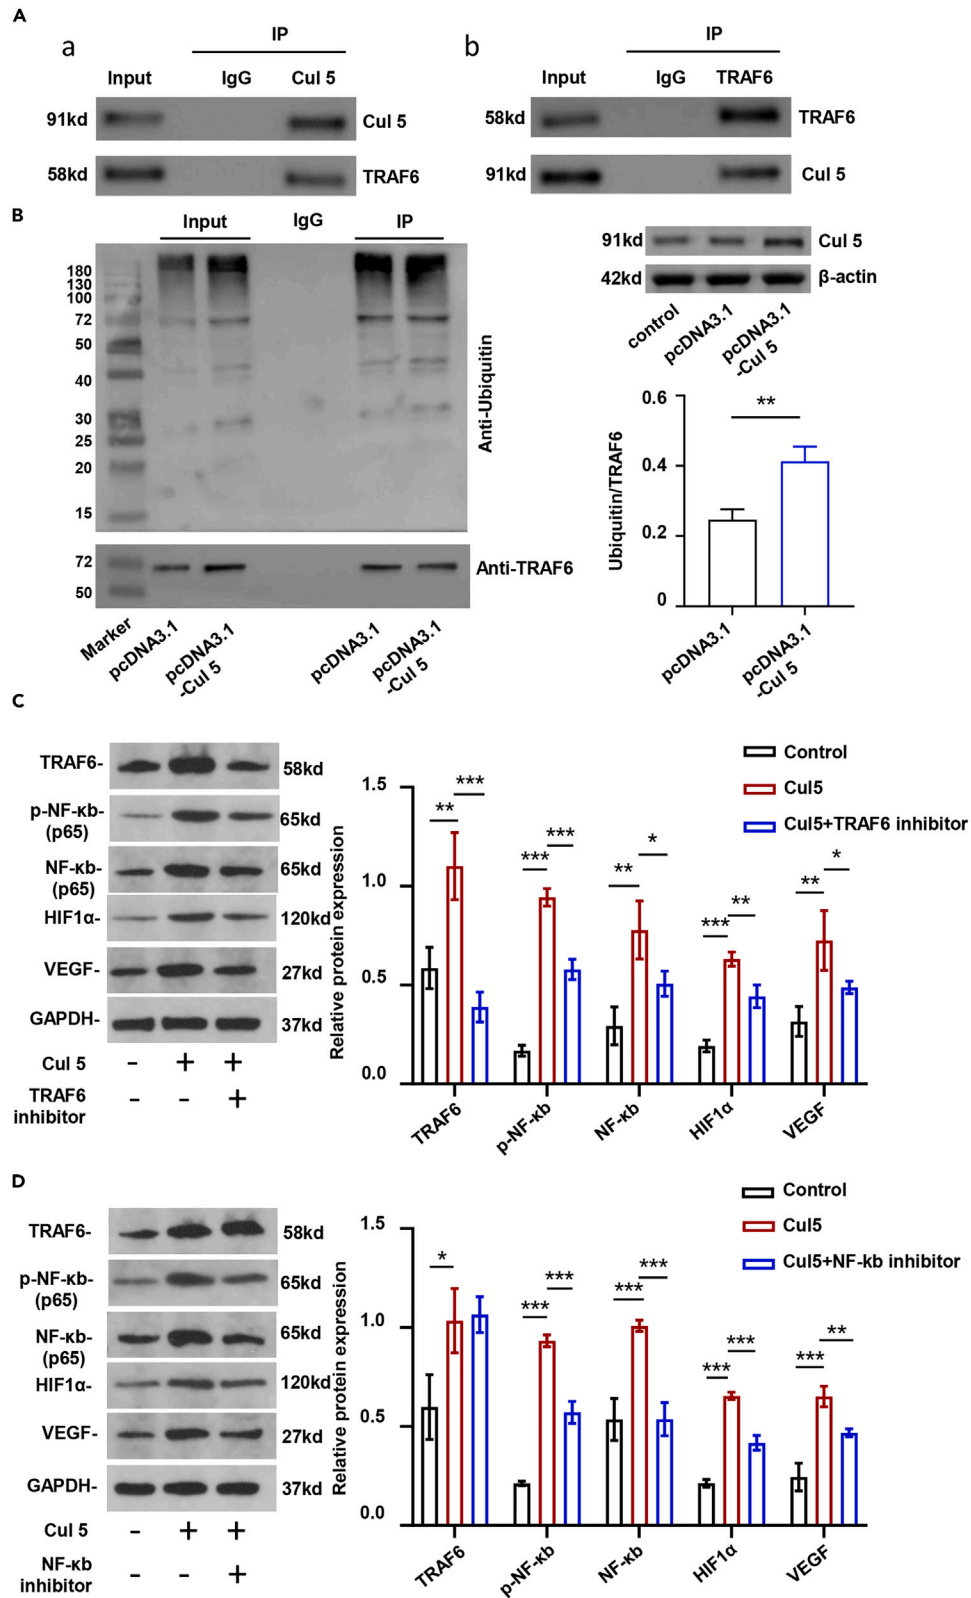 A
a
IP
Input IgG Cul 5
91kd Cul 5
58kd TRAF6
b
IP
Input IgG TRAF6
58kd TRAF6
91kd Cul 5
B
Input IgG IP
180
130
100
72
50
40
30
25
20
15
Anti-Ubiquitin
72
50
Anti-TRAF6
Marker
pcDNA3.1
pcDNA3.1
-Cul 5
pcDNA3.1
pcDNA3.1
-Cul 5
91kd Cul 5
42kd β-actin
control
pcDNA3.1
pcDNA3.1
-Cul 5
Ubiquitin/TRAF6
0.6
0.4
0.2
0
**
pcDNA3.1
pcDNA3.1
-Cul 5
C
TRAF6- 58kd
p-NF-κb-
(p65)
65kd
NF-κb-
(p65)
65kd
HIF1α- 120kd
VEGF- 27kd
GAPDH- 37kd
Cul 5 - + +
TRAF6
inhibitor
- - +
Control
Cul5
Cul5+TRAF6 inhibitor
Relative protein expression
1.5
1.0
0.5
0.0
** ***
*** ***
** *
*** **
** *
TRAF6
p-NF-κb
NF-κb
HIF1α
VEGF
D
TRAF6- 58kd
p-NF-κb-
(p65)
65kd
NF-κb-
(p65)
65kd
HIF1α- 120kd
VEGF- 27kd
GAPDH- 37kd
Cul 5 - + +
NF-kb
inhibitor
- - +
Control
Cul5
Cul5+NF-kb inhibitor
Relative protein expression
1.5
1.0
0.5
0.0
*
*** ***
*** ***
*** ***
*** **
TRAF6
p-NF-κb
NF-κb
HIF1α
VEGF